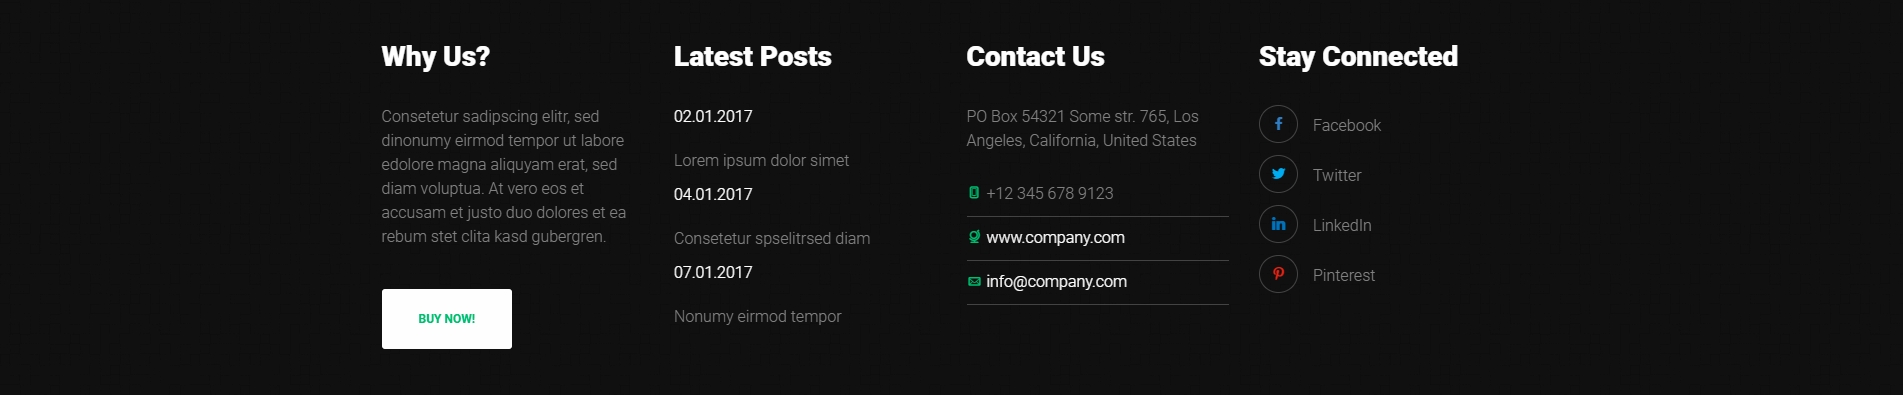 Why Us?
Consetetur sadipscing elitr, sed
dinonumy eirmod tempor ut labore
edolore magna aliquyam erat, sed
diam voluptua. At vero eos et
accusam et justo duo dolores et ea
rebum stet clita kasd gubergren.
BUY NOW!
Latest Posts
02.01.2017
Lorem ipsum dolor simet
04.01.2017
Consetetur spselitrsed diam
07.01.2017
Nonumy eirmod tempor
Contact Us
PO Box 54321 Some str. 765, Los
Angeles, California, United States
+12 345 678 9123
www.company.com
info@company.com
Stay Connected
Facebook
Twitter
LinkedIn
Pinterest